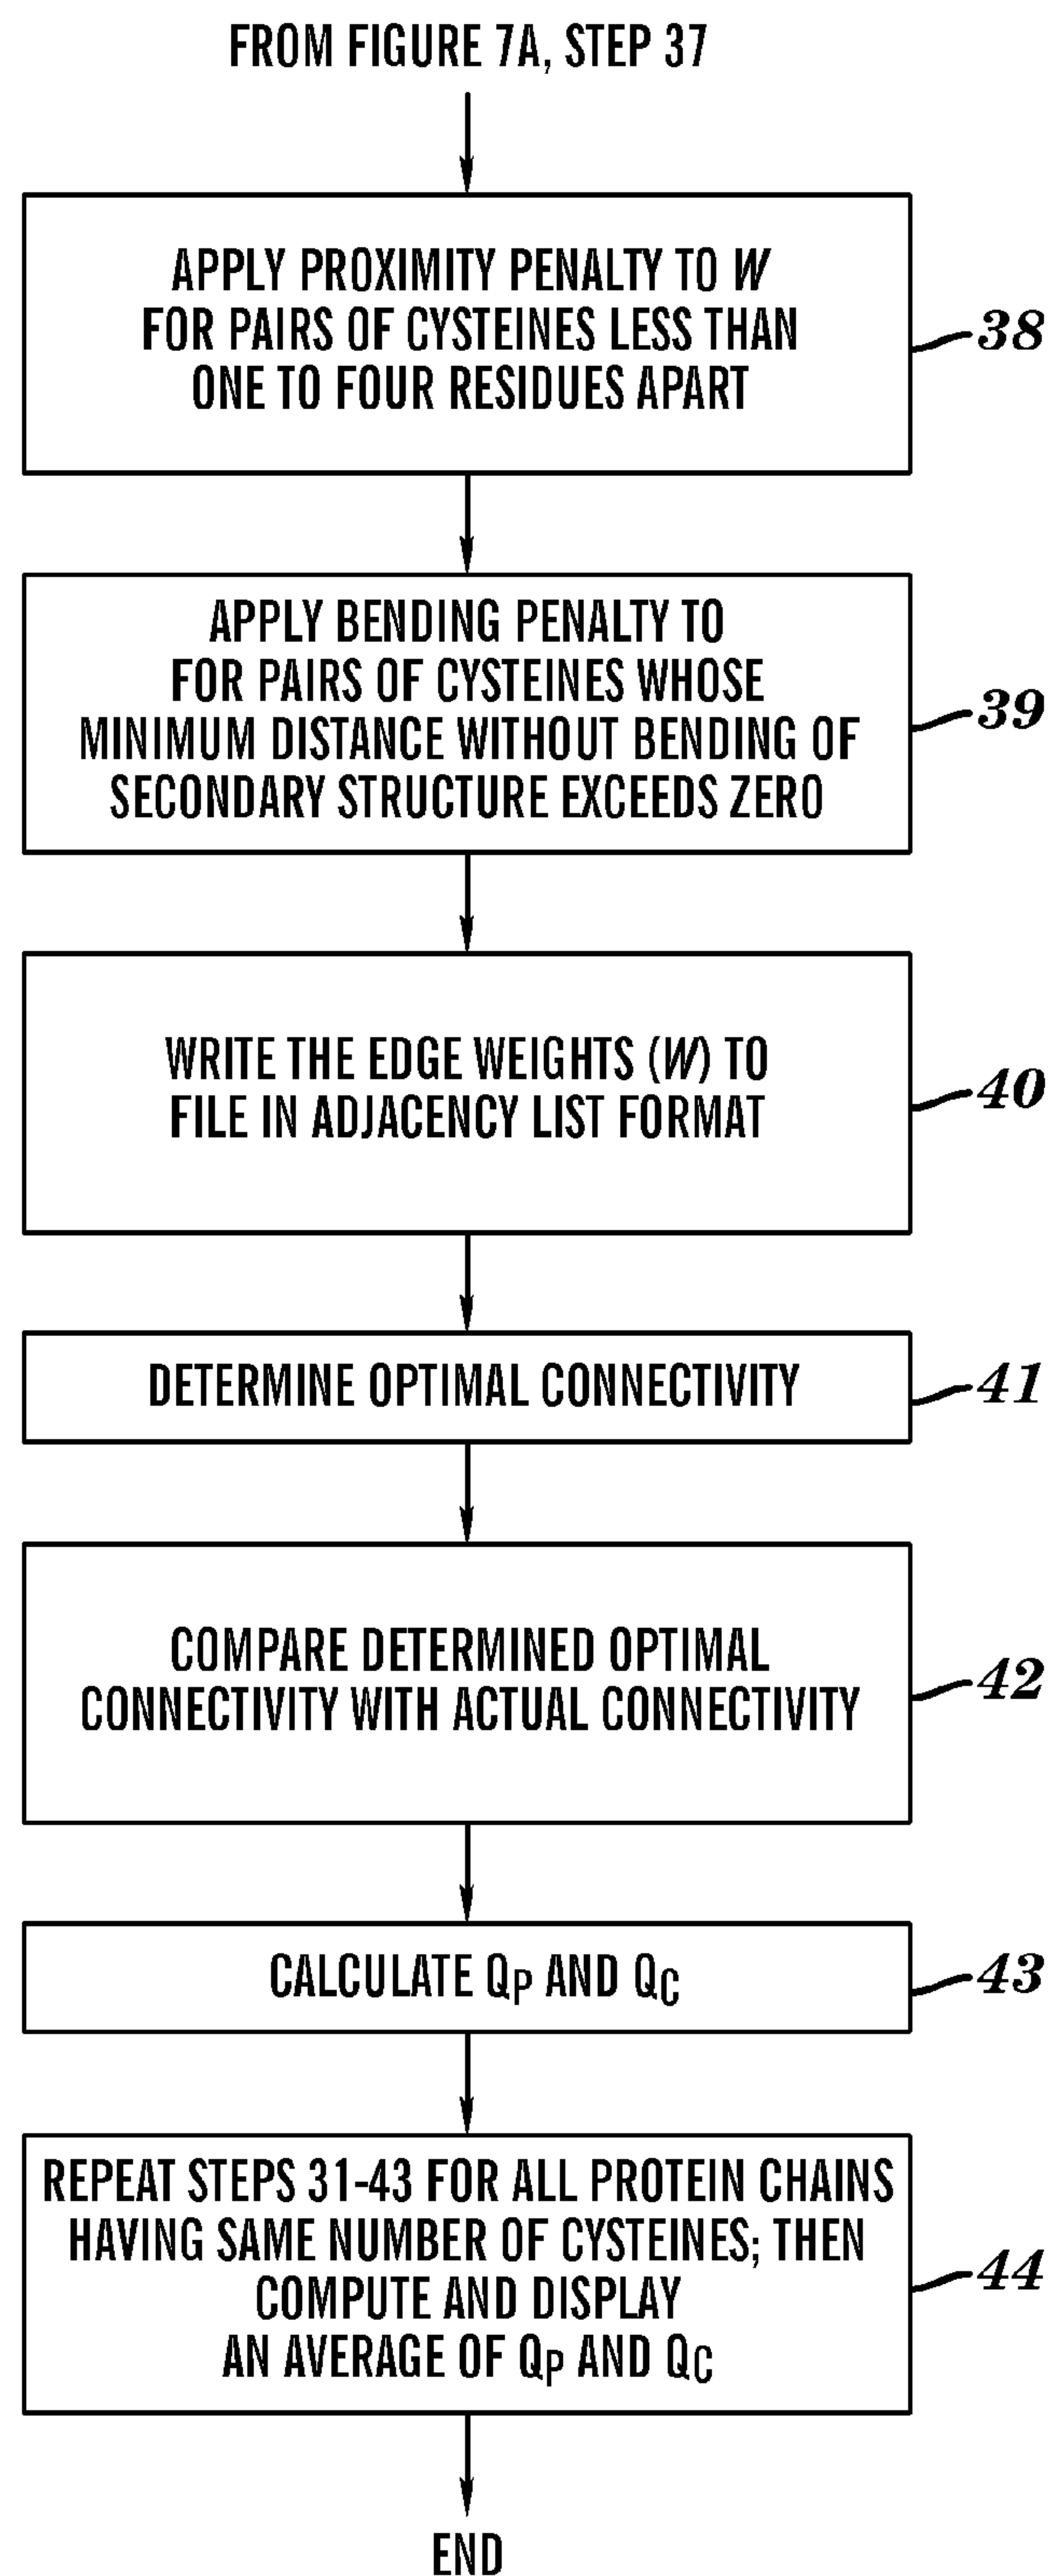 FROM FIGURE 7A, STEP 37
APPLY PROXIMITY PENALTY TO W
FOR PAIRS OF CYSTEINES LESS THAN
ONE TO FOUR RESIDUES APART
38
APPLY BENDING PENALTY TO
FOR PAIRS OF CYSTEINES WHOSE
MINIMUM DISTANCE WITHOUT BENDING OF
SECONDARY STRUCTURE EXCEEDS ZERO
39
WRITE THE EDGE WEIGHTS (W) TO
FILE IN ADJACENCY LIST FORMAT
40
DETERMINE OPTIMAL CONNECTIVITY
41
COMPARE DETERMINED OPTIMAL
CONNECTIVITY WITH ACTUAL CONNECTIVITY
42
CALCULATE QP AND QC
43
REPEAT STEPS 31-43 FOR ALL PROTEIN CHAINS
HAVING SAME NUMBER OF CYSTEINES; THEN
COMPUTE AND DISPLAY
AN AVERAGE OF QP AND QC
44
END